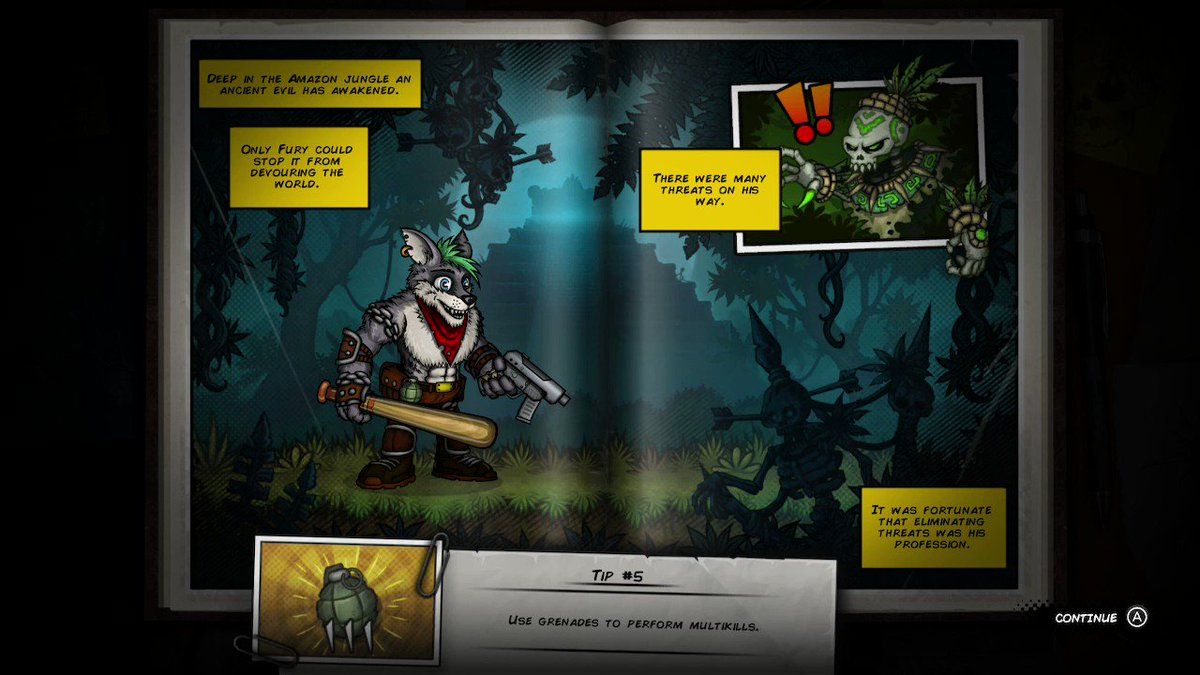 DEEP IN THE AMAZON JUNGLE AN
ANCIENT EVIL HAS AWAKENED.
ONLY FURY COULD
STOP IT FROM
DEVOURING THE
WORLD.
!!
THERE WERE MANY
THREATS ON HIS
WAY.
IT WAS FORTUNATE
THAT ELIMINATING
THREATS WAS HIS
PROFESSION.
TIP #5
USE GRENADES TO PERFORM MULTIKILLS.
CONTINUE A